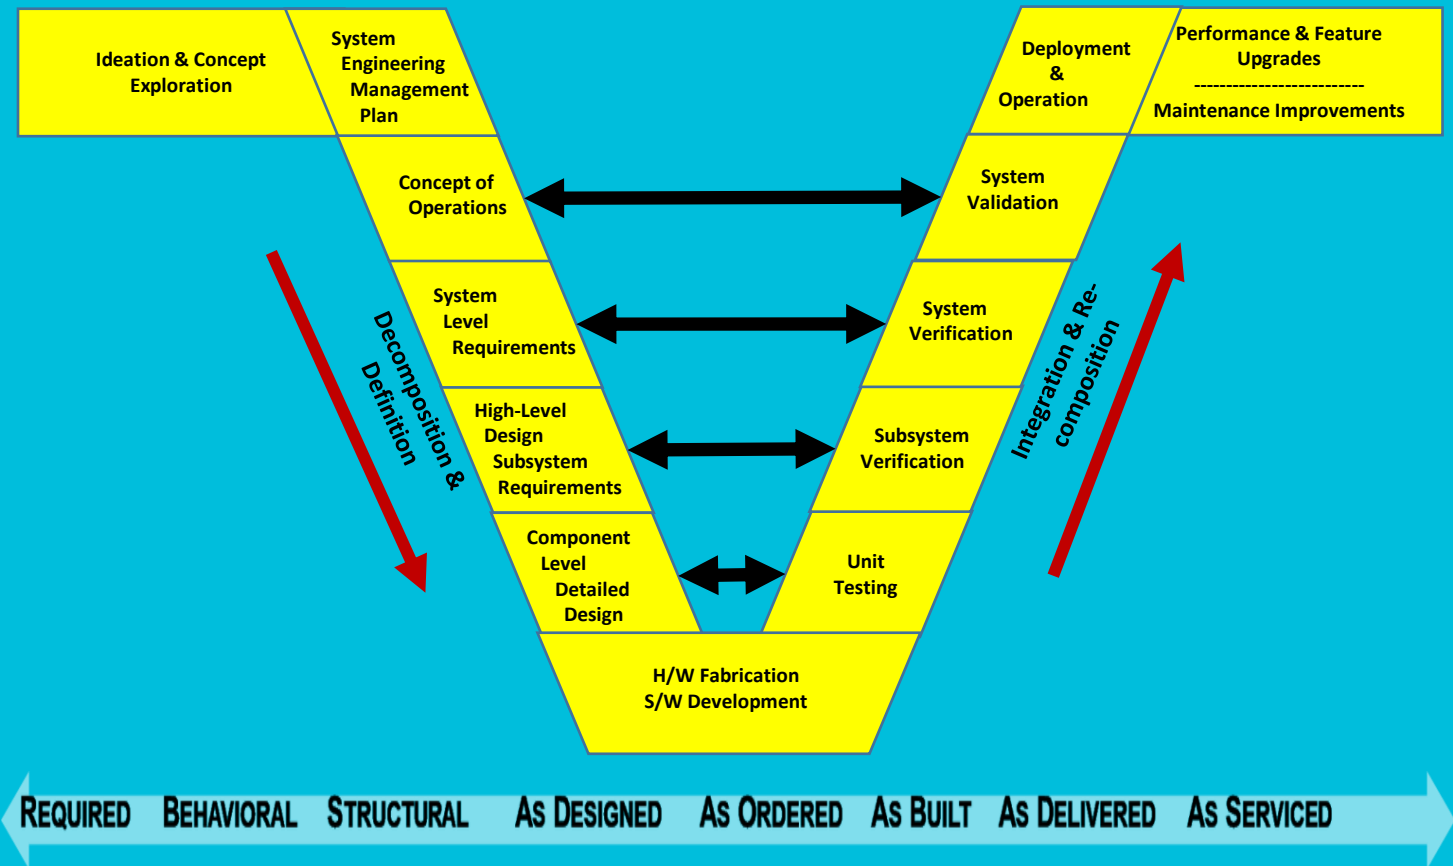 Ideation & Concept
Exploration
System
Engineering
Management
Plan
Deployment
&
Operation
Performance & Feature
Upgrades
--------------------------
Maintenance Improvements
Concept of
Operations
System
Validation
System
Level
Requirements
System
Verification
Decomposition &
Definition
Integration & Re-
composition
High-Level
Design
Subsystem
Requirements
Subsystem
Verification
Component
Level
Detailed
Design
Unit
Testing
H/W Fabrication
S/W Development
REQUIRED BEHAVIORAL STRUCTURAL AS DESIGNED AS ORDERED AS BUILT AS DELIVERED AS SERVICED